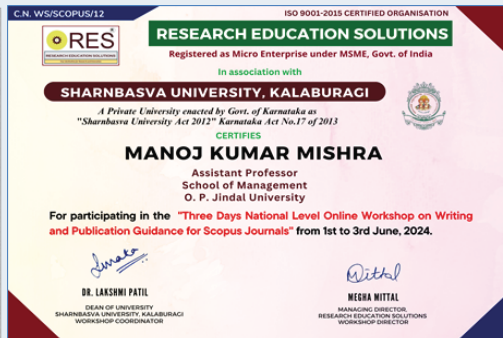 C.N. WS/SCOPUS/12
ISO 9001-2015 CERTIFIED ORGANISATION
RES
RESEARCH EDUCATION SOLUTIONS
RESEARCH EDUCATION SOLUTIONS
Registered as Micro Enterprise under MSME, Govt. of India
In association with
SHARNBASVA UNIVERSITY, KALABURAGI
A Private University enacted by Govt. of Karnataka as
"Sharnbasva University Act 2012" Karnataka Act No.17 of 2013
CERTIFIES
MANOJ KUMAR MISHRA
Assistant Professor
School of Management
O. P. Jindal University
For participating in the "Three Days National Level Online Workshop on Writing
and Publication Guidance for Scopus Journals" from 1st to 3rd June, 2024.
Mittal
DR. LAKSHMI PATIL
DEAN OF UNIVERSITY
SHARNBASVA UNIVERSITY, KALABURAGI
WORKSHOP COORDINATOR
MEGHA MITTAL
MANAGING DIRECTOR,
RESEARCH EDUCATION SOLUTIONS
WORKSHOP DIRECTOR